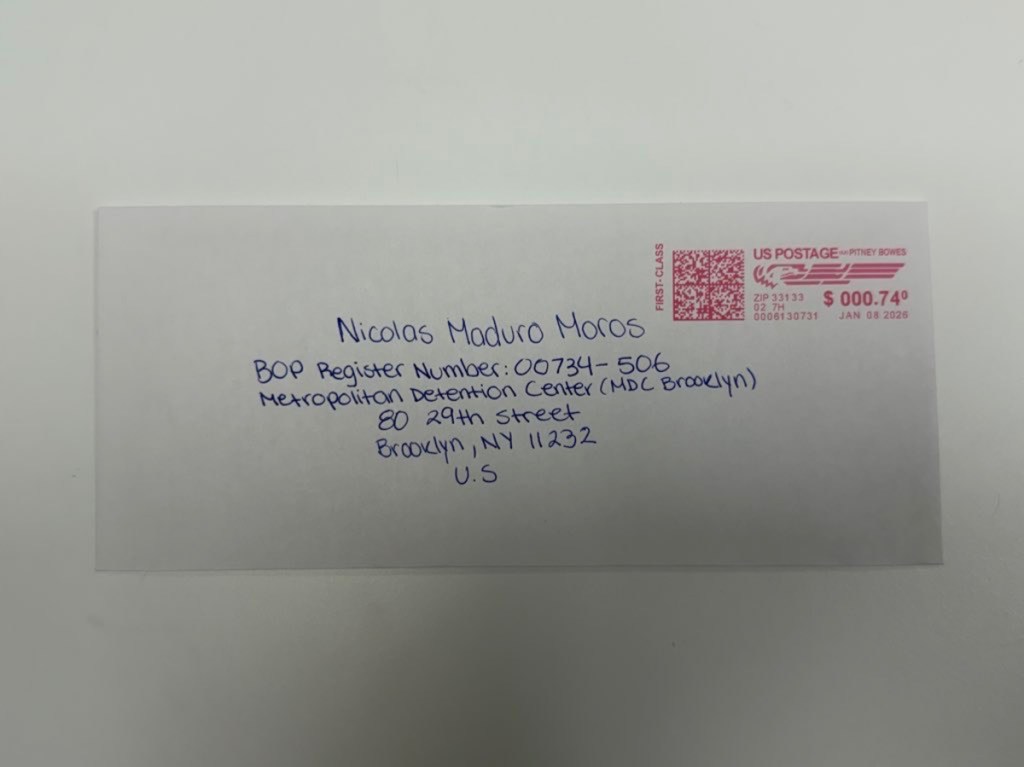 FIRST-CLASS
US POSTAGE PITNEY BOWES
ZIP 33133
02 7H
0006130731
$ 000.74⁰
JAN 08 2026
Nicolas Maduro Moros
BOP Register Number: 00734-506
Metropolitan Detention Center (MDC Brooklyn)
80 29th Street
Brooklyn, NY 11232
U.S